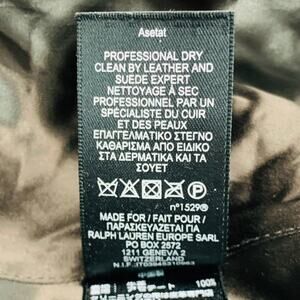 Asetat
PROFESSIONAL DRY
CLEAN BY LEATHER AND
SUEDE EXPERT
NETTOYAGE À SEC
PROFESSIONNEL PAR UN
SPÉCIALISTE DU CUIR
ET DES PEAUX
ΕΠΑΓΓΕΛΜΑΤΙΚΟ ΣΤΕΓΝΟ
ΚΑΘΑΡΙΣΜΑ ΑΠΟ ΕΙΔΙΚΟ
ΣΤΑ ΔΕΡΜΑΤΙΚΑ ΚΑΙ ΤΑ
ΣΟΥΕΤ
n°1529®
MADE FOR / FAIT POUR /
ΠΑΡΑΣΚΕΥΑΖΕΤΑΙ ΓΙΑ
RALPH LAUREN EUROPE SARL
PO BOX 2572
1211 GENEVA 2
100%